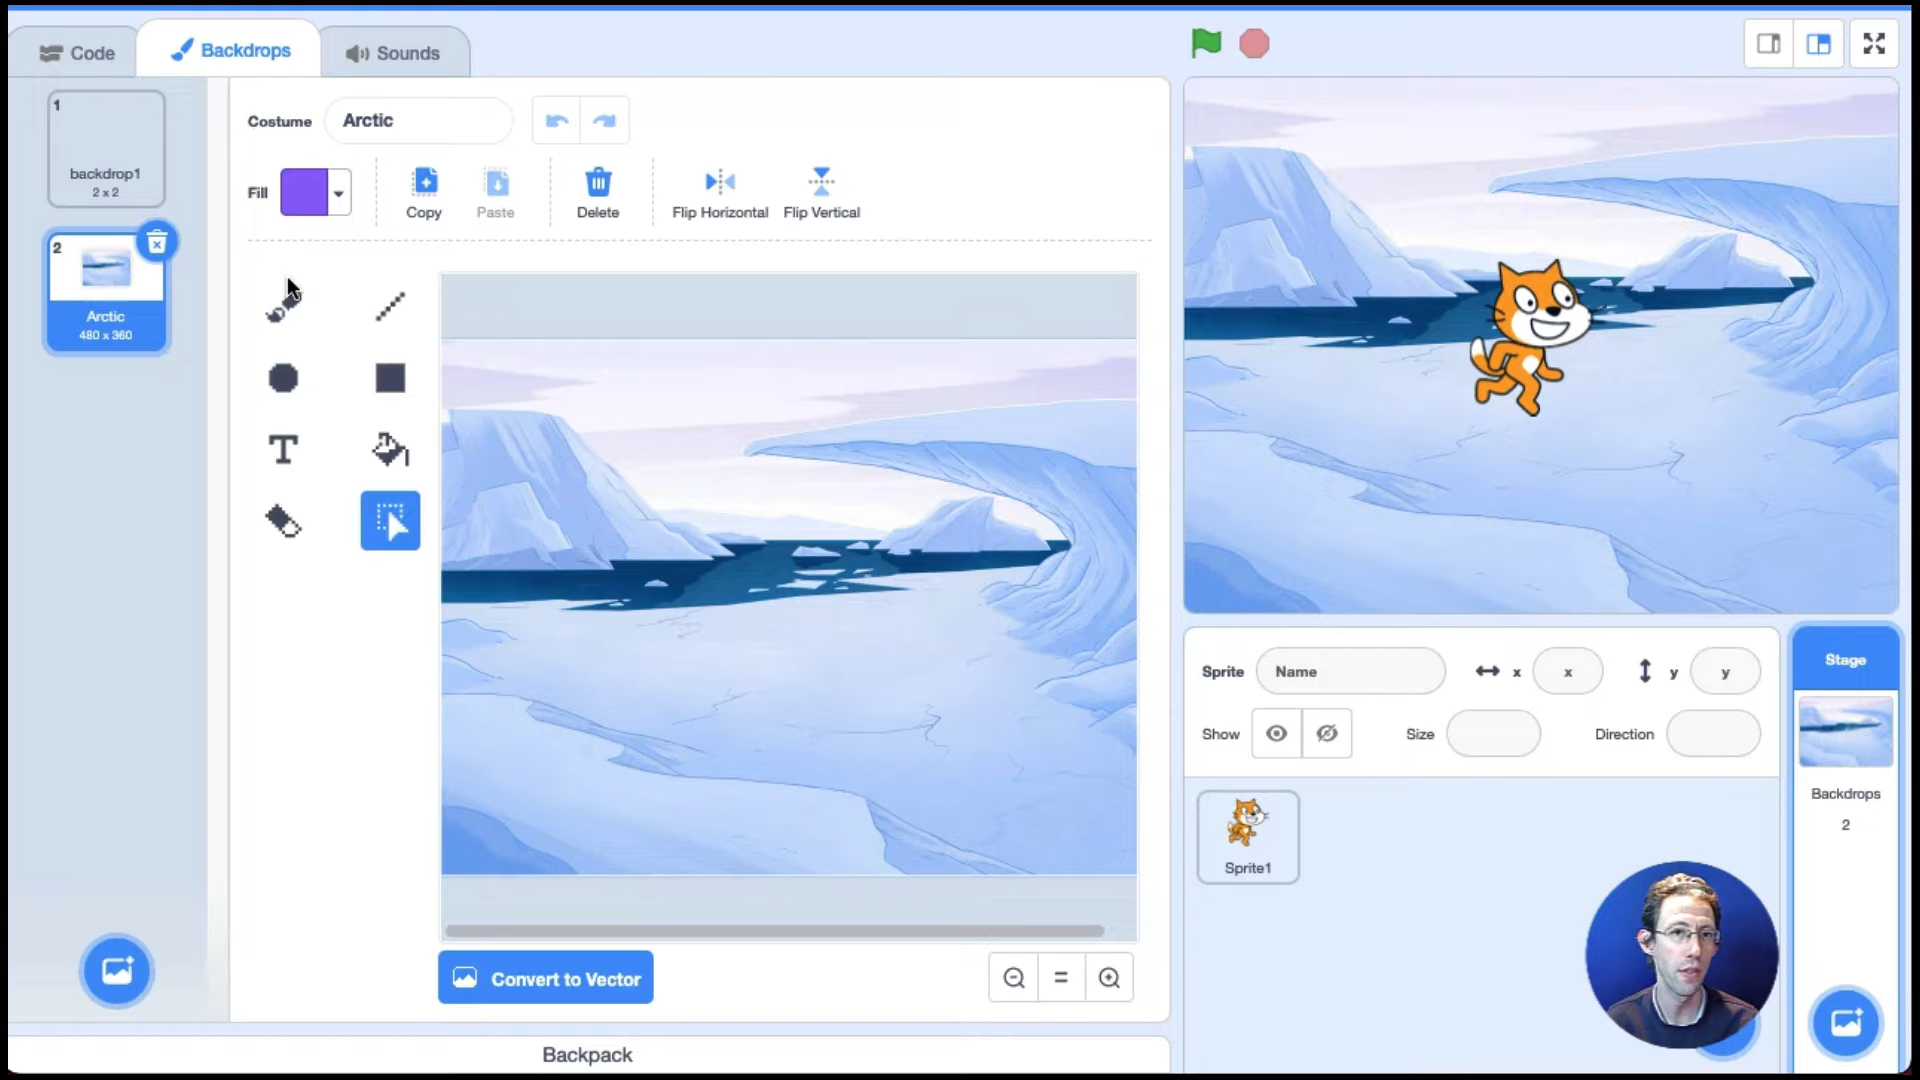 Code
Backdrops
Sounds
1
backdrop1
2 x 2
2
Arctic
480 x 360
Costume
Arctic
Fill
Copy
Paste
Delete
Flip Horizontal
Flip Vertical
T
Convert to Vector
=
Backpack
Sprite
Name
x
x
y
y
Show
Size
Direction
Sprite1
Stage
Backdrops
2